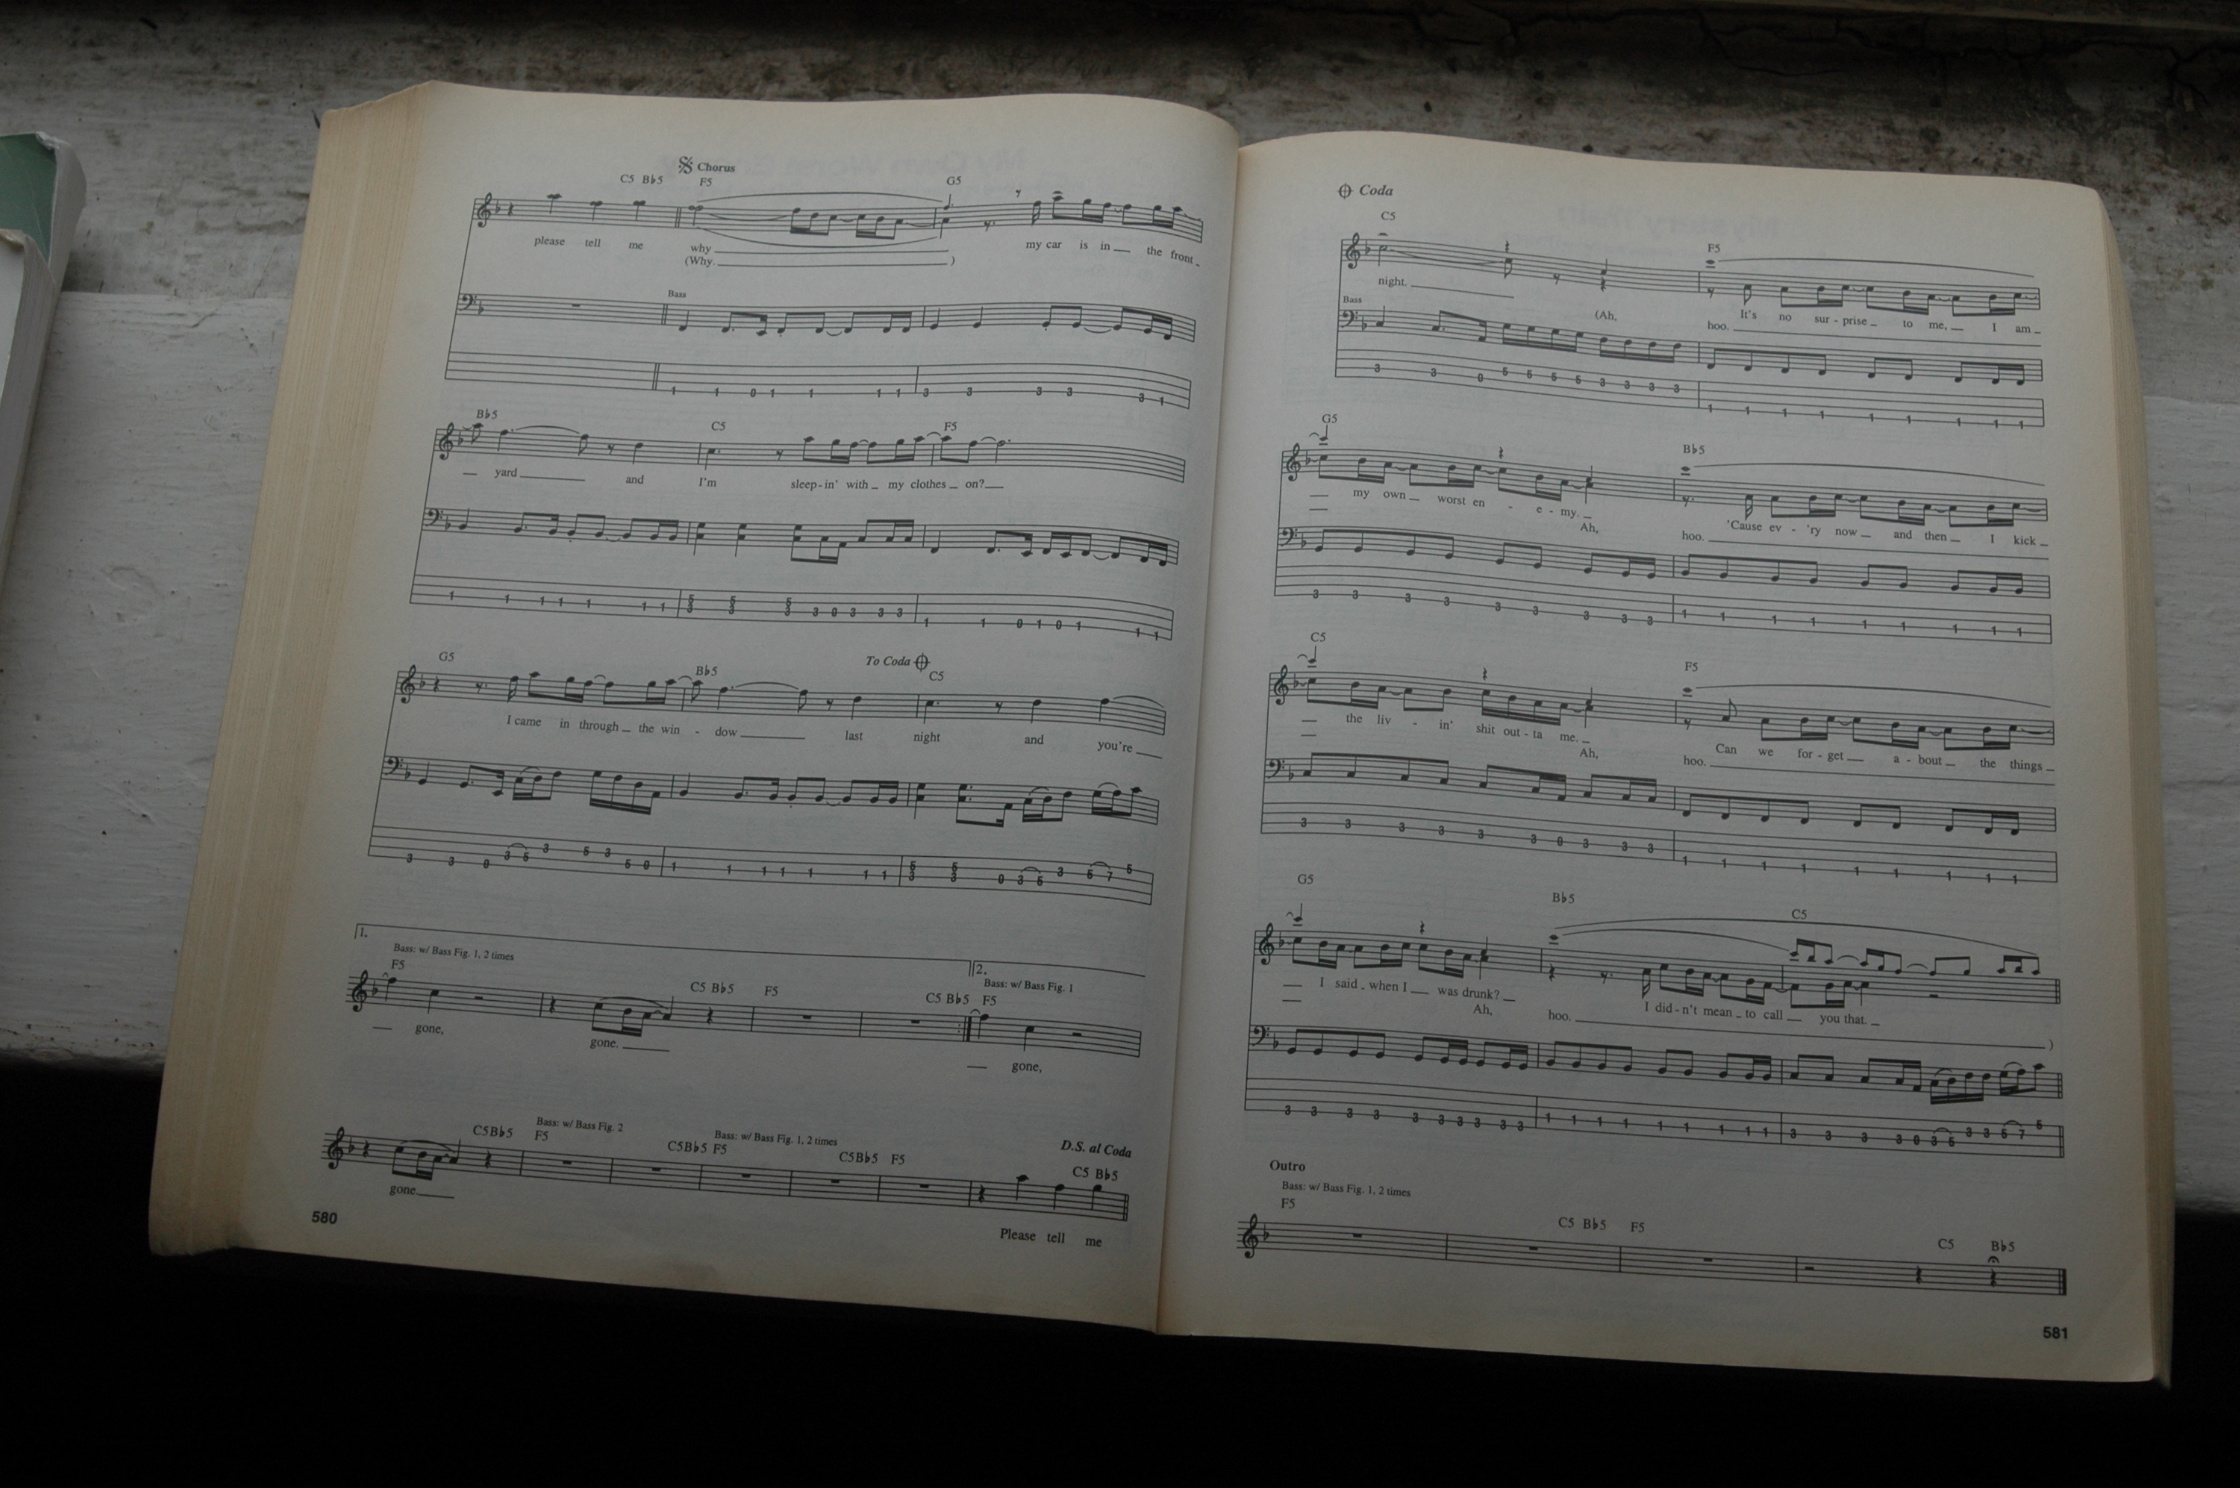 Chorus
C5 B♭5 F5 G5
please tell me why my car is in the front
(Why )
Bass
1 1 0 1 1 1 1 3 3 3 3 3 1
B♭5 C5 F5
yard and I'm sleep-in' with my clothes on?
1 1 1 1 1 1 1 5 3 5 3 5 3 3 0 3 3 3 1 1 0 1 0 1 1 1
To Coda
G5 B♭5 C5
I came in through the win - dow last night and you're
3 3 0 3 5 3 5 3 5 0 1 1 1 1 1 1 1 5 3 5 3 0 3 5 3 5 7 5
1. 2.
Bass: w/ Bass Fig. 1, 2 times Bass: w/ Bass Fig. 1
F5 C5 B♭5 F5 C5 B♭5 F5
gone, gone. gone,
Bass: w/ Bass Fig. 2 Bass: w/ Bass Fig. 1, 2 times D.S. al Coda
C5B♭5 F5 C5B♭5 F5 C5B♭5 F5 C5 B♭5
gone. Please tell me
580
Coda
C5 F5
night. It's no sur - prise to me, I am
(Ah, hoo.
Bass
3 3 0 5 5 5 5 3 3 3 3 1 1 1 1 1 1 1 1 1
G5 B♭5
my own worst en - e - my. 'Cause ev - 'ry now and then I kick
Ah, hoo.
3 3 3 3 3 3 3 3 3 1 1 1 1 1 1 1 1 1
C5 F5
the liv - in' shit out - ta me. Can we for - get a - bout the things
Ah, hoo.
3 3 3 3 3 3 0 3 3 3 1 1 1 1 1 1 1 1 1
G5 B♭5 C5
I said when I was drunk? I did - n't mean to call you that.
Ah, hoo. )
3 3 3 3 3 3 3 3 3 3 1 1 1 1 1 1 1 1 1 3 3 3 3 0 3 5 3 3 5 7 5
Outro
Bass: w/ Bass Fig. 1, 2 times
F5 C5 B♭5 F5 C5 B♭5
581